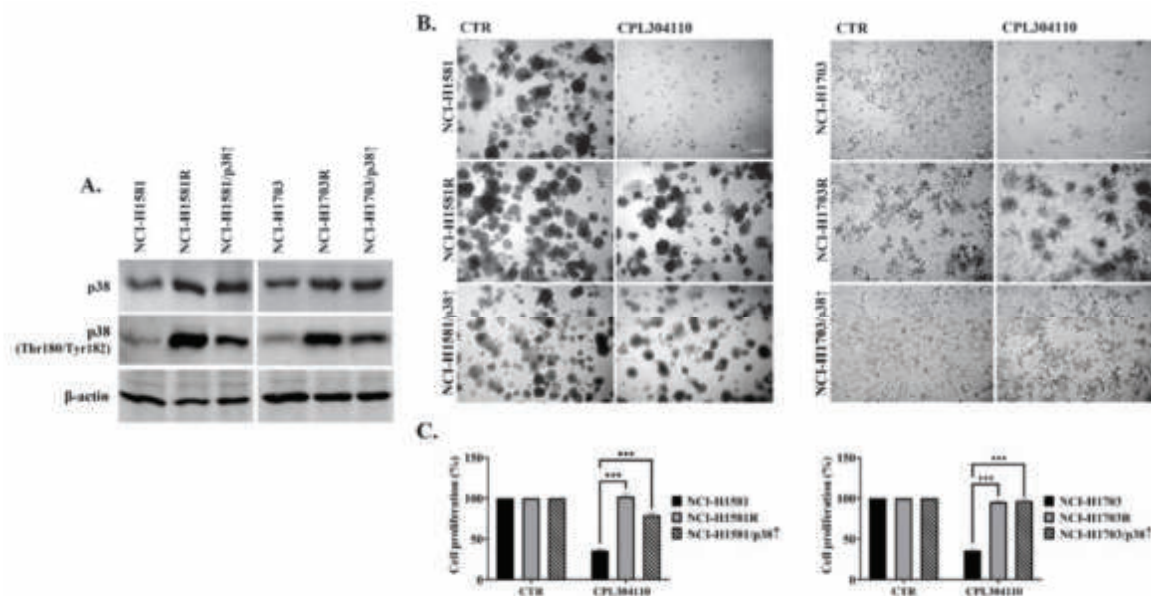 A.
NCI-H1581
NCI-H1581R
NCI-H1581/p38↑
NCI-H1703
NCI-H1703R
NCI-H1703/p38↑
p38
p38
(Thr180/Tyr182)
β-actin
B.
CTR
CPL304110
NCI-H1581
NCI-H1581R
NCI-H1581/p38↑
CTR
CPL304110
NCI-H1703
NCI-H1703R
NCI-H1703/p38↑
C.
Cell proliferation (%)
150
100
50
0
***
***
CTR
CPL304110
NCI-H1581
NCI-H1581R
NCI-H1581/p38↑
Cell proliferation (%)
150
100
50
0
***
***
CTR
CPL304110
NCI-H1703
NCI-H1703R
NCI-H1703/p38↑